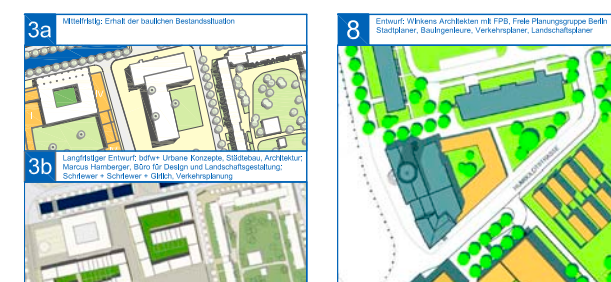 3a
Mittelfristig: Erhalt der baulichen Bestandssituation
IV
I
3b
Langfristiger Entwurf: bdfw+ Urbane Konzepte, Städtebau, Architektur;
Marcus Hamberger, Büro für Design und Landschaftsgestaltung;
Schriewer + Schriewer + Girlich, Verkehrsplanung
8
Entwurf: Winkens Architekten mit FPB, Freie Planungsgruppe Berlin
Stadtplaner, Bauingenieure, Verkehrsplaner, Landschaftsplaner
HUMBOLDTSTRASSE